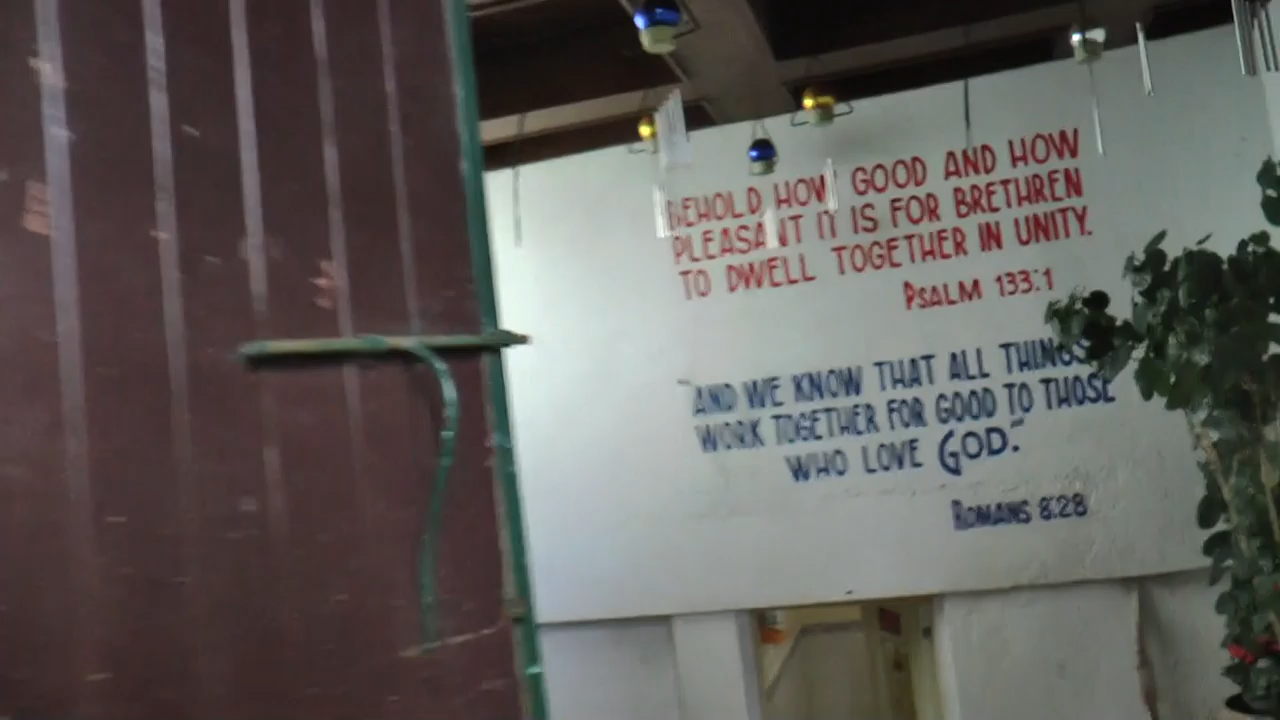 BEHOLD HOW GOOD AND HOW
PLEASANT IT IS FOR BRETHREN
TO DWELL TOGETHER IN UNITY.
PSALM 133:1
"AND WE KNOW THAT ALL THINGS
WORK TOGETHER FOR GOOD TO THOSE
WHO LOVE GOD."
ROMANS 8:28